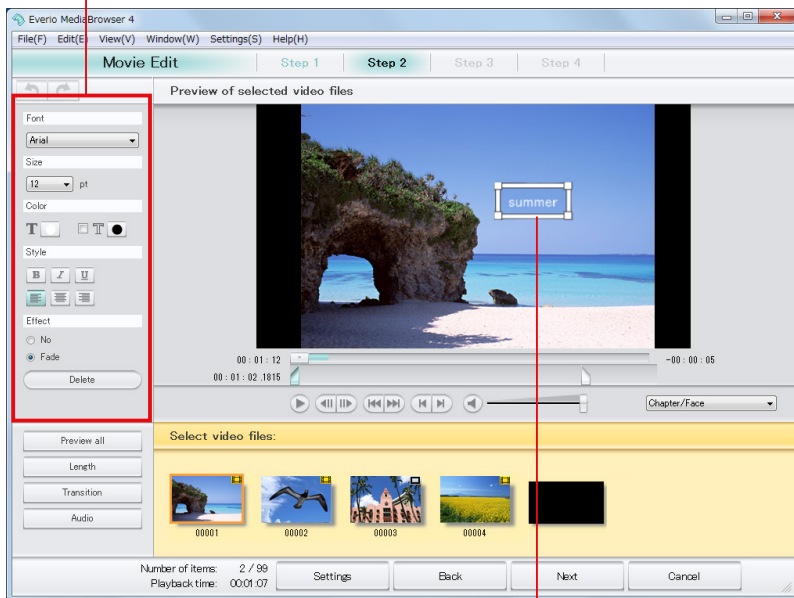 Everio MediaBrowser 4
File(F) Edit(E) View(V) Window(W) Settings(S) Help(H)
Movie Edit
Step 1 Step 2 Step 3 Step 4
Preview of selected video files
Font
Arial
Size
12 pt
Color
T T
Style
B I U
Effect
No
Fade
Delete
summer
00 : 01 : 12
-00 : 00 : 05
00 : 01 : 02 .1815
Chapter/Face
Preview all
Length
Transition
Audio
Select video files:
00001 00002 00003 00004
Number of items: 2 / 99
Playback time: 00:01:07
Settings Back Next Cancel